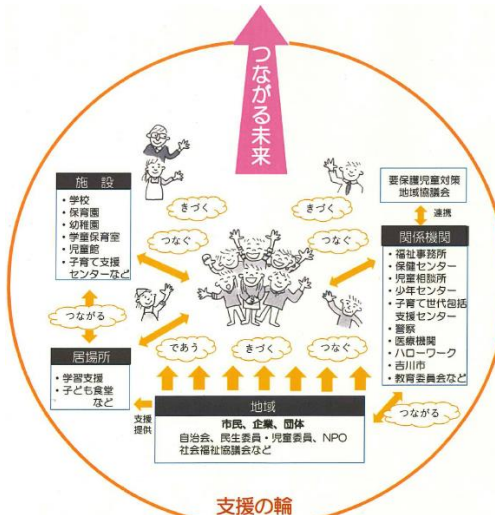 つながる未来
施設
・学校
・保育園
・幼稚園
・学童保育室
・児童館
・子育て支援
センターなど
きづく
つなぐ
きづく
つなぐ
要保護児童対策
地域協議会
連携
関係機関
・福祉事務所
・保健センター
・児童相談所
・少年センター
・子育て世代包括
支援センター
・警察
・医療機関
・ハローワーク
・吉川市
・教育委員会など
つながる
居場所
・学習支援
・子ども食堂
など
であう
きづく
つなぐ
支援
提供
地域
市民、企業、団体
自治会、民生委員・児童委員、NPO
社会福祉協議会など
つながる
支援の輪